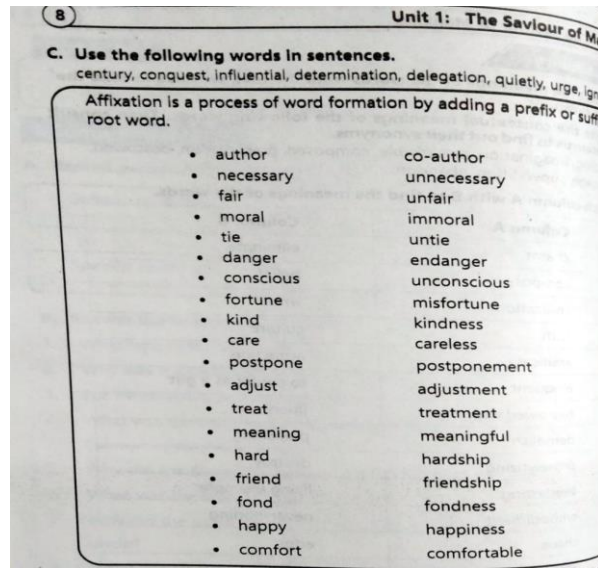 8
Unit 1: The Saviour of
C. Use the following words in sentences.
century, conquest, influential, determination, delegation, quietly, urge,
Affixation is a process of word formation by adding a prefix or
root word.
• author co-author
• necessary unnecessary
• fair unfair
• moral immoral
• tie untie
• danger endanger
• conscious unconscious
• fortune misfortune
• kind kindness
• care careless
• postpone postponement
• adjust adjustment
• treat treatment
• meaning meaningful
• hard hardship
• friend friendship
• fond fondness
• happy happiness
• comfort comfortable